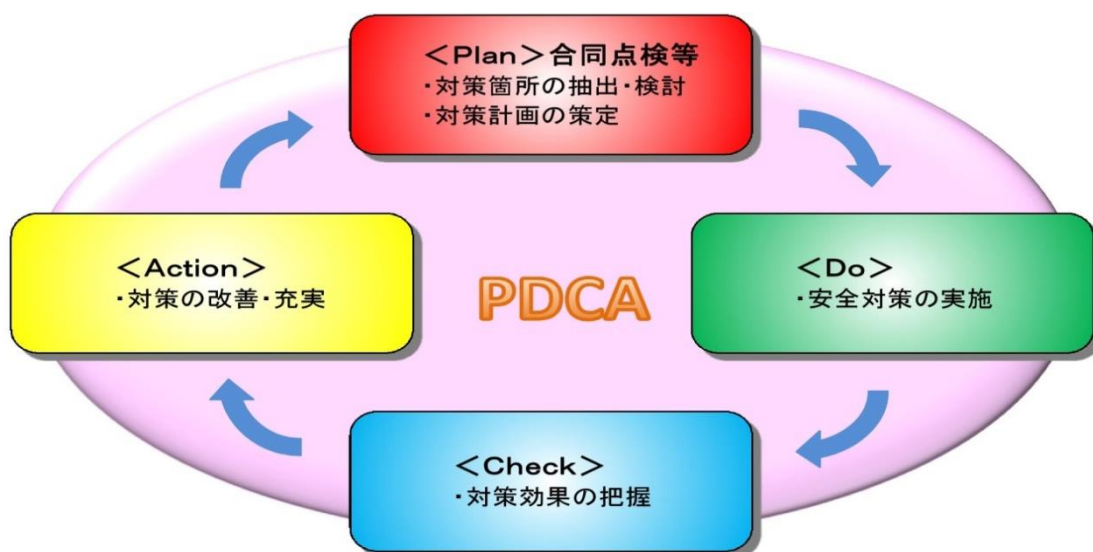 ＜Plan＞合同点検等
・対策箇所の抽出・検討
・対策計画の策定
＜Action＞
・対策の改善・充実
PDCA
＜Do＞
・安全対策の実施
＜Check＞
・対策効果の把握